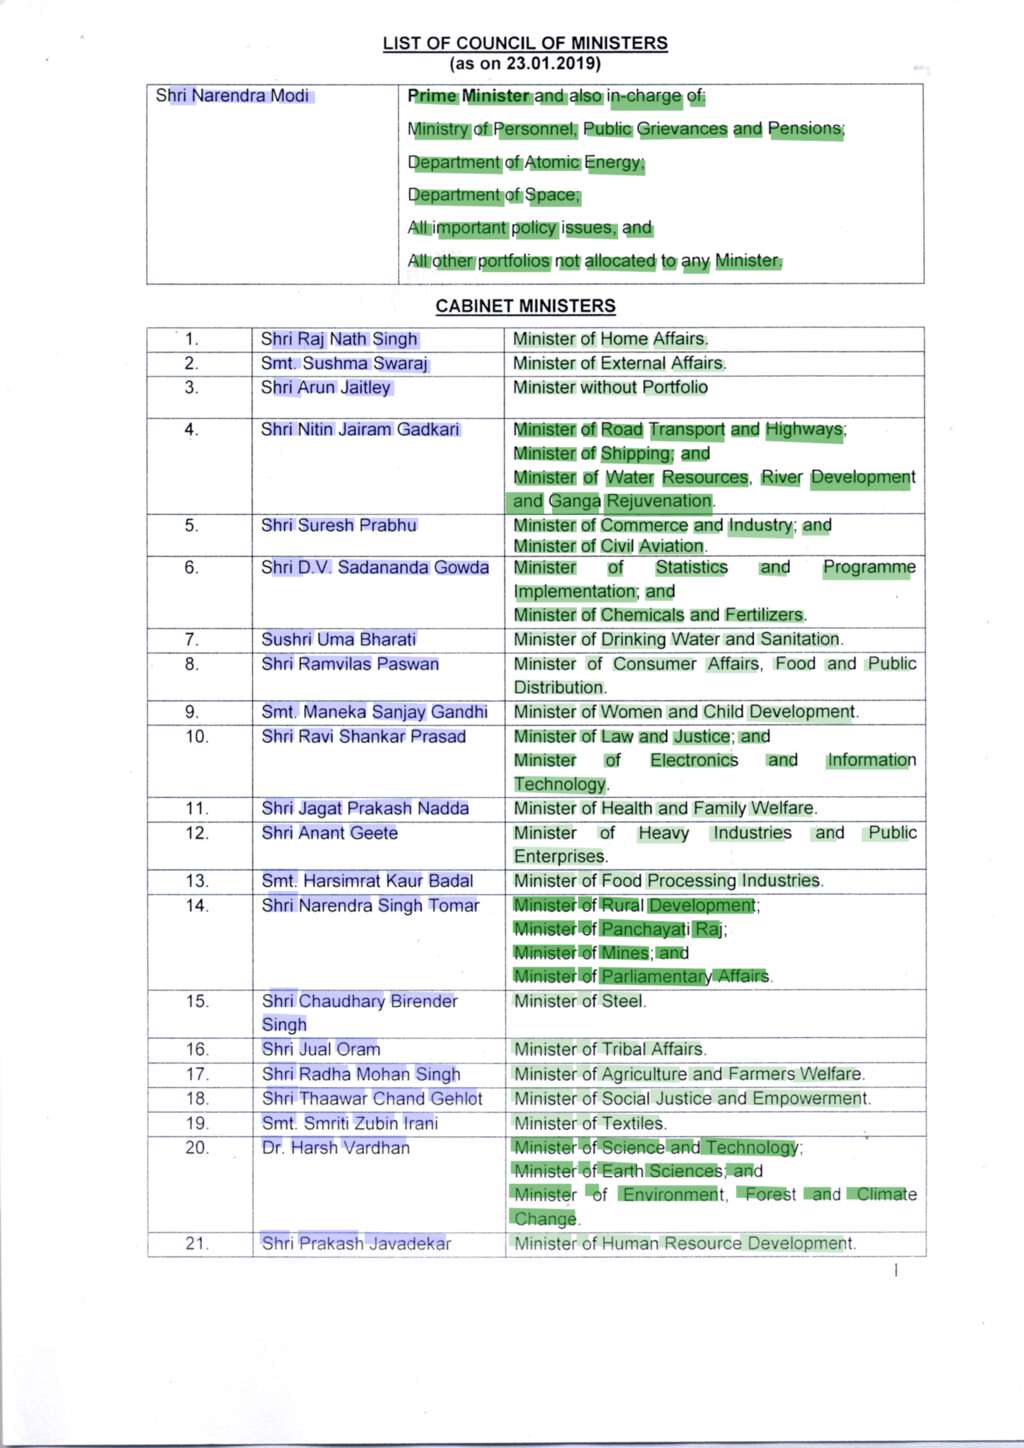 LIST OF COUNCIL OF MINISTERS
(as on 23.01.2019)
Shri Narendra Modi
Prime Minister and also in-charge of:
Ministry of Personnel, Public Grievances and Pensions;
Department of Atomic Energy;
Department of Space;
All important policy issues, and
All other portfolios not allocated to any Minister.
CABINET MINISTERS
1. Shri Raj Nath Singh Minister of Home Affairs.
2. Smt. Sushma Swaraj Minister of External Affairs.
3. Shri Arun Jaitley Minister without Portfolio
4. Shri Nitin Jairam Gadkari Minister of Road Transport and Highways;
Minister of Shipping; and
Minister of Water Resources, River Development
and Ganga Rejuvenation.
5. Shri Suresh Prabhu Minister of Commerce and Industry; and
Minister of Civil Aviation.
6. Shri D.V. Sadananda Gowda Minister of Statistics and Programme
Implementation; and
Minister of Chemicals and Fertilizers.
7. Sushri Uma Bharati Minister of Drinking Water and Sanitation.
8. Shri Ramvilas Paswan Minister of Consumer Affairs, Food and Public
Distribution.
9. Smt. Maneka Sanjay Gandhi Minister of Women and Child Development.
10. Shri Ravi Shankar Prasad Minister of Law and Justice; and
Minister of Electronics and Information
Technology.
11. Shri Jagat Prakash Nadda Minister of Health and Family Welfare.
12. Shri Anant Geete Minister of Heavy Industries and Public
Enterprises.
13. Smt. Harsimrat Kaur Badal Minister of Food Processing Industries.
14. Shri Narendra Singh Tomar Minister of Rural Development;
Minister of Panchayati Raj;
Minister of Mines; and
Minister of Parliamentary Affairs.
15. Shri Chaudhary Birender Minister of Steel.
Singh
16. Shri Jual Oram Minister of Tribal Affairs.
17. Shri Radha Mohan Singh Minister of Agriculture and Farmers Welfare.
18. Shri Thaawar Chand Gehlot Minister of Social Justice and Empowerment.
19. Smt. Smriti Zubin Irani Minister of Textiles.
20. Dr. Harsh Vardhan Minister of Science and Technology;
Minister of Earth Sciences; and
Minister of Environment, Forest and Climate
Change.
21. Shri Prakash Javadekar Minister of Human Resource Development.